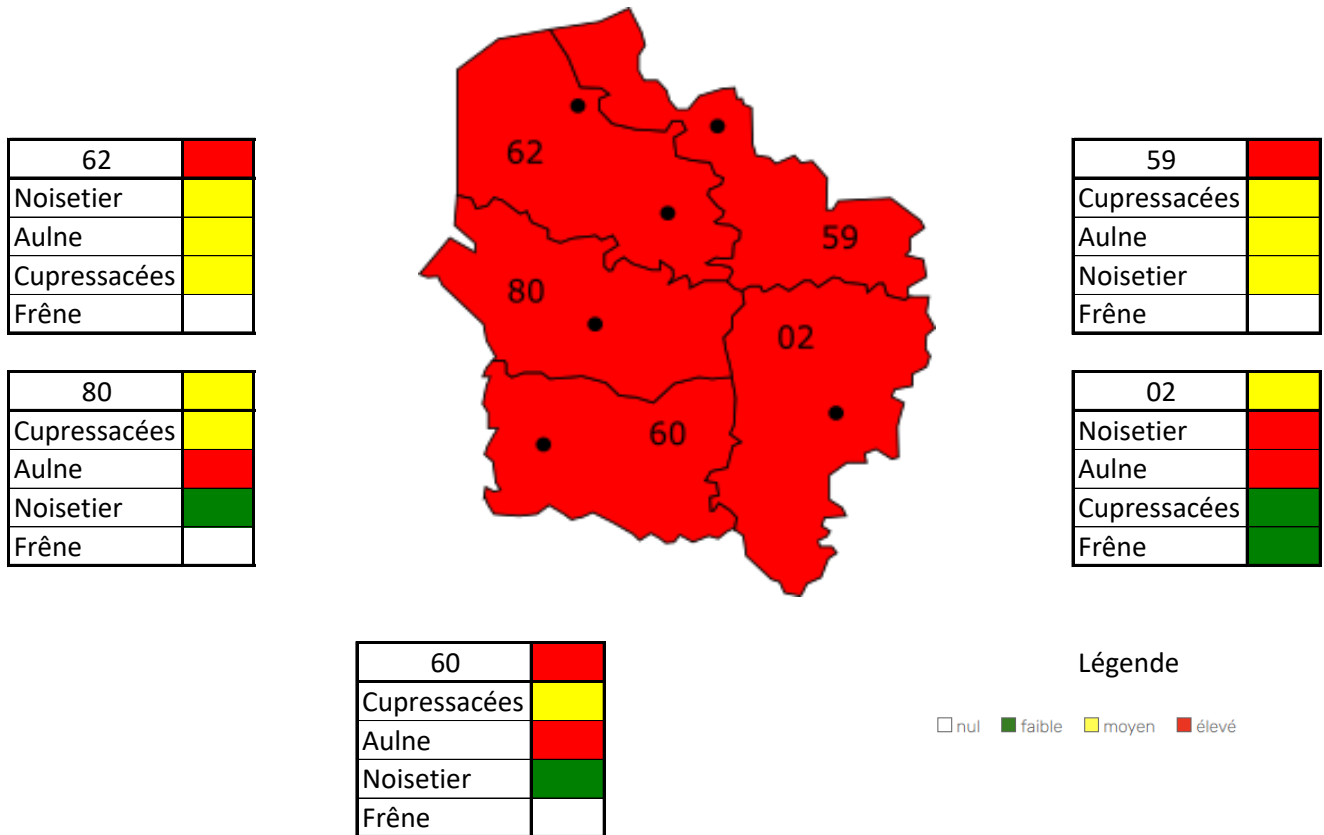 62
Noisetier
Aulne
Cupressacées
Frêne
80
Cupressacées
Aulne
Noisetier
Frêne
62
59
80
02
60
59
Cupressacées
Aulne
Noisetier
Frêne
02
Noisetier
Aulne
Cupressacées
Frêne
60
Cupressacées
Aulne
Noisetier
Frêne
Légende
nul faible moyen élevé